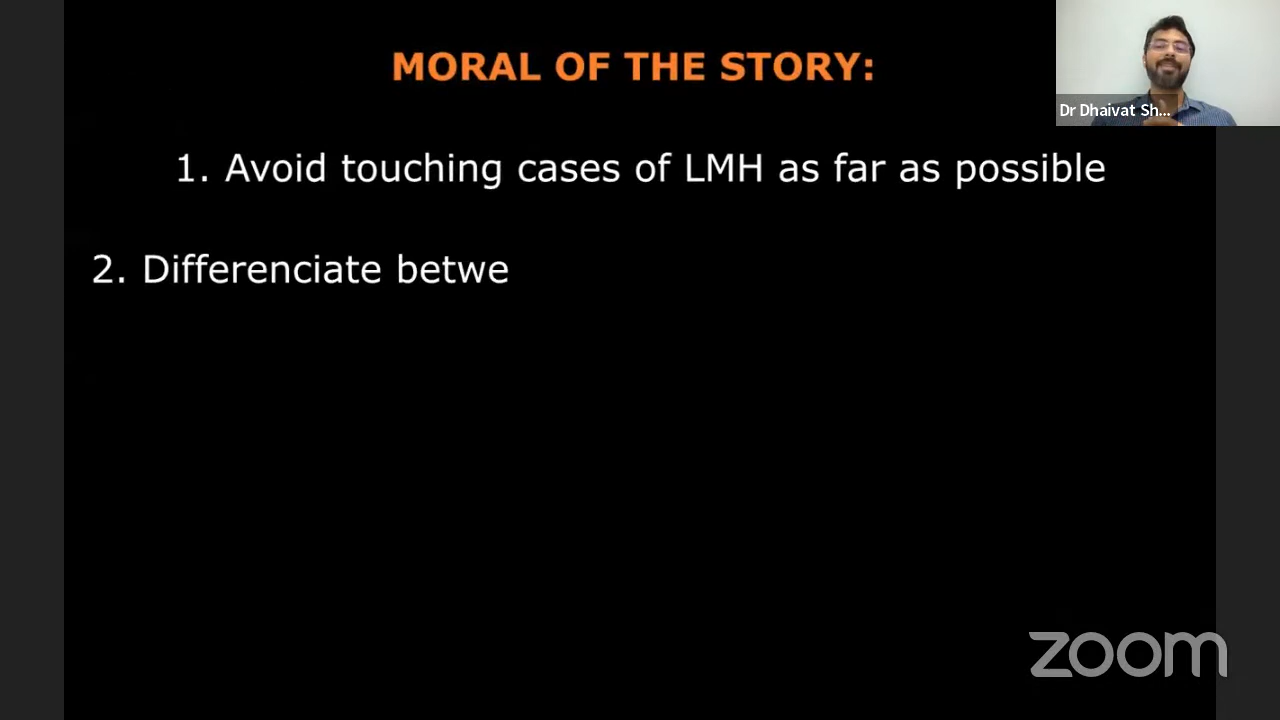 MORAL OF THE STORY:
Dr Dhaivat Sh...
1. Avoid touching cases of LMH as far as possible
2. Differenciate betwe
zoom